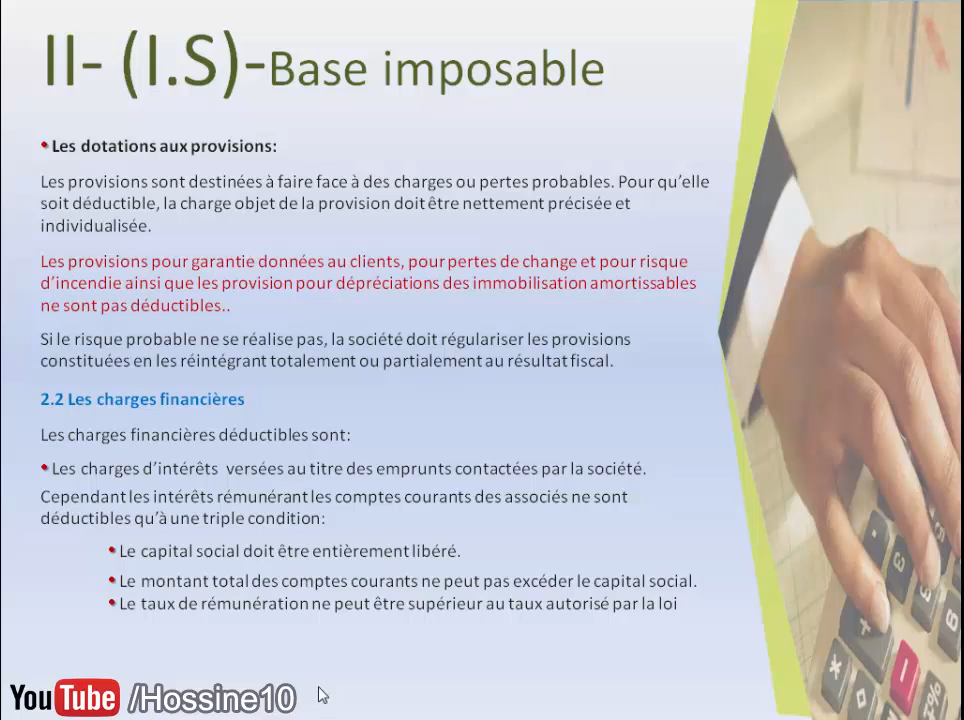 II- (I.S)-Base imposable
• Les dotations aux provisions:
Les provisions sont destinées à faire face à des charges ou pertes probables. Pour qu'elle
soit déductible, la charge objet de la provision doit être nettement précisée et
individualisée.
Les provisions pour garantie données au clients, pour pertes de change et pour risque
d'incendie ainsi que les provision pour dépréciations des immobilisation amortissables
ne sont pas déductibles..
Si le risque probable ne se réalise pas, la société doit régulariser les provisions
constituées en les réintégrant totalement ou partialement au résultat fiscal.
2.2 Les charges financières
Les charges financières déductibles sont:
• Les charges d'intérêts versées au titre des emprunts contactées par la société.
Cependant les intérêts rémunérant les comptes courants des associés ne sont
déductibles qu'à une triple condition:
• Le capital social doit être entièrement libéré.
• Le montant total des comptes courants ne peut pas excéder le capital social.
• Le taux de rémunération ne peut être supérieur au taux autorisé par la loi
YouTube /Hossine10